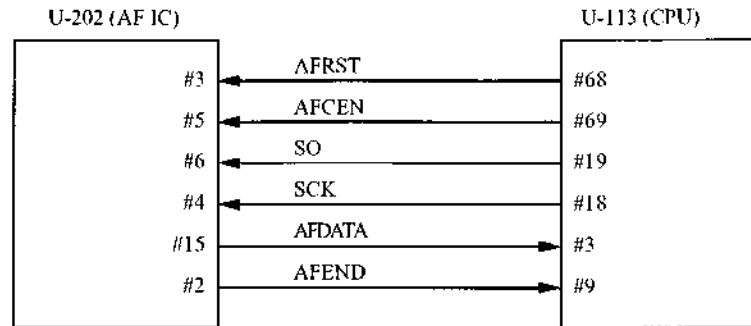 U-202 (AF IC) U-113 (CPU)
#3 AFRST #68
#5 AFCEN #69
#6 SO #19
#4 SCK #18
#15 AFDATA #3
#2 AFEND #9